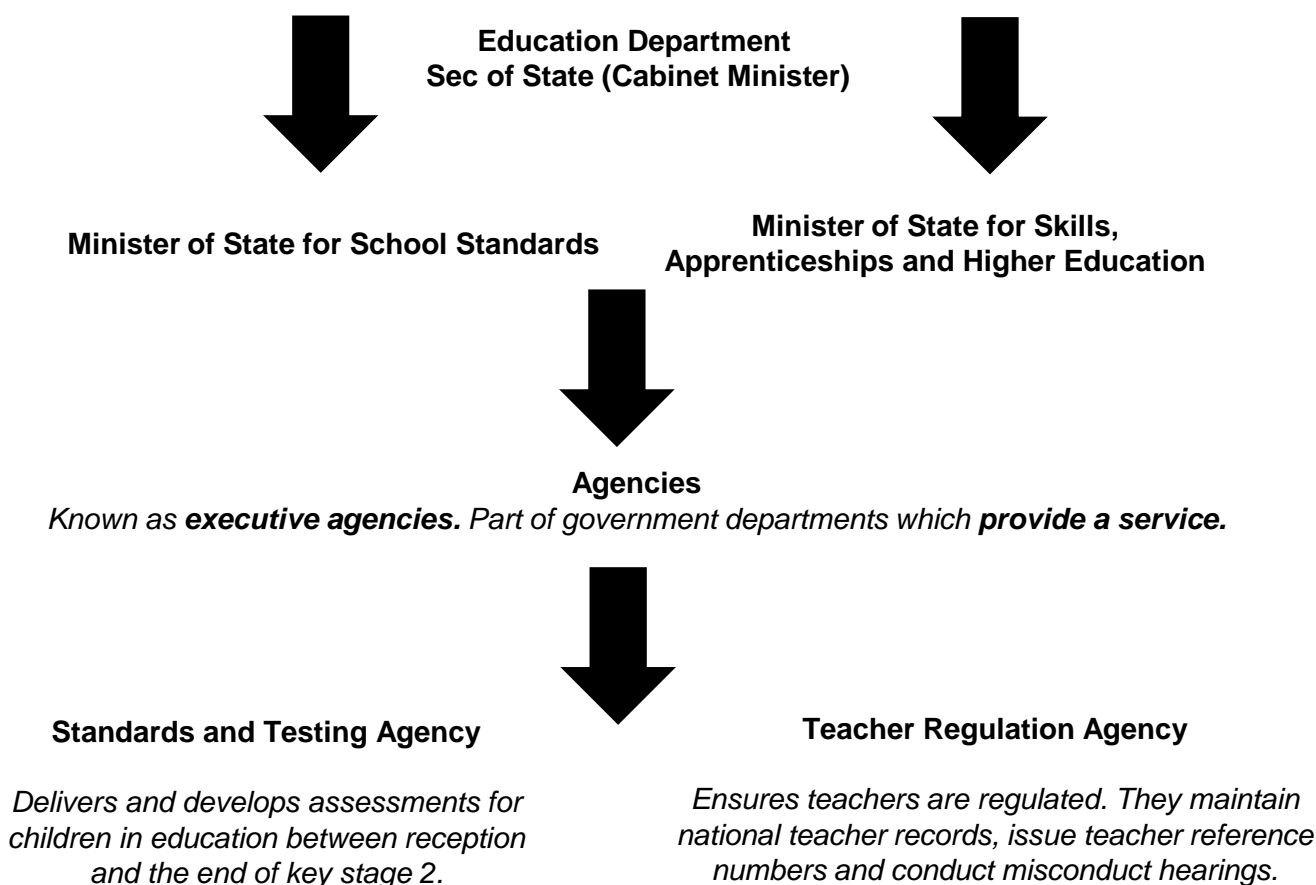 Education Department
Sec of State (Cabinet Minister)
Minister of State for School Standards
Minister of State for Skills,
Apprenticeships and Higher Education
Agencies
Known as executive agencies. Part of government departments which provide a service.
Standards and Testing Agency
Delivers and develops assessments for
children in education between reception
and the end of key stage 2.
Teacher Regulation Agency
Ensures teachers are regulated. They maintain
national teacher records, issue teacher reference
numbers and conduct misconduct hearings.